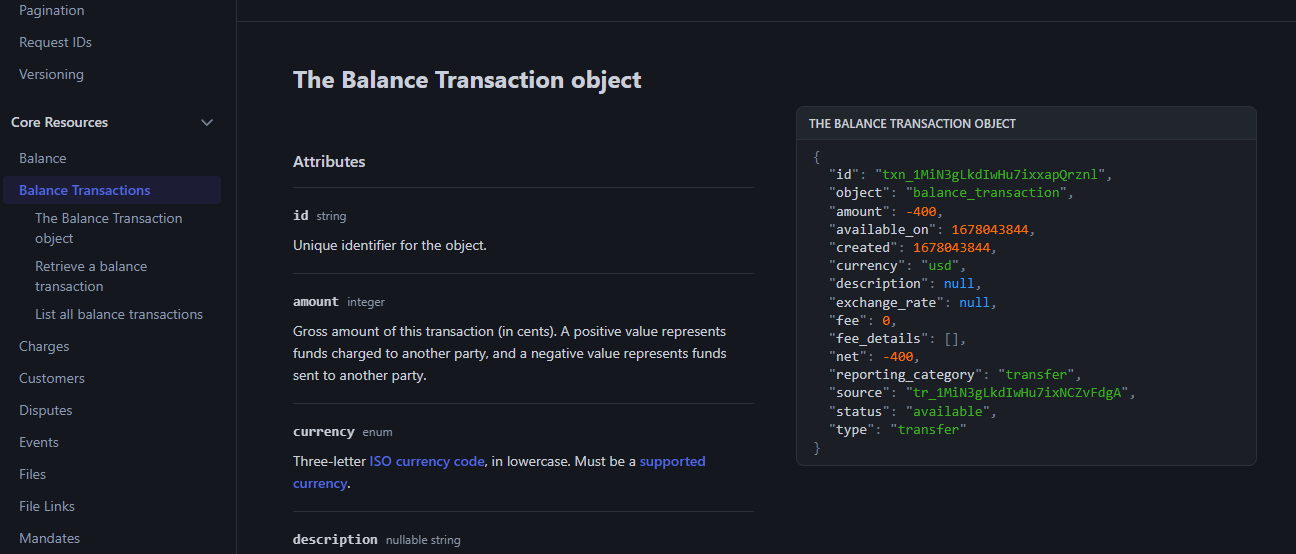 Pagination
Request IDs
Versioning
Core Resources
Balance
Balance Transactions
The Balance Transaction
object
Retrieve a balance
transaction
List all balance transactions
Charges
Customers
Disputes
Events
Files
File Links
Mandates
The Balance Transaction object
Attributes
id string
Unique identifier for the object.
amount integer
Gross amount of this transaction (in cents). A positive value represents
funds charged to another party, and a negative value represents funds
sent to another party.
currency enum
Three-letter ISO currency code, in lowercase. Must be a supported
currency.
description nullable string
THE BALANCE TRANSACTION OBJECT
{
"id": "txn_1MiN3gLkdIwHu7ixxapQrznl",
"object": "balance_transaction",
"amount": -400,
"available_on": 1678043844,
"created": 1678043844,
"currency": "usd",
"description": null,
"exchange_rate": null,
"fee": 0,
"fee_details": [],
"net": -400,
"reporting_category": "transfer",
"source": "tr_1MiN3gLkdIwHu7ixNCZvFdgA",
"status": "available",
"type": "transfer"
}